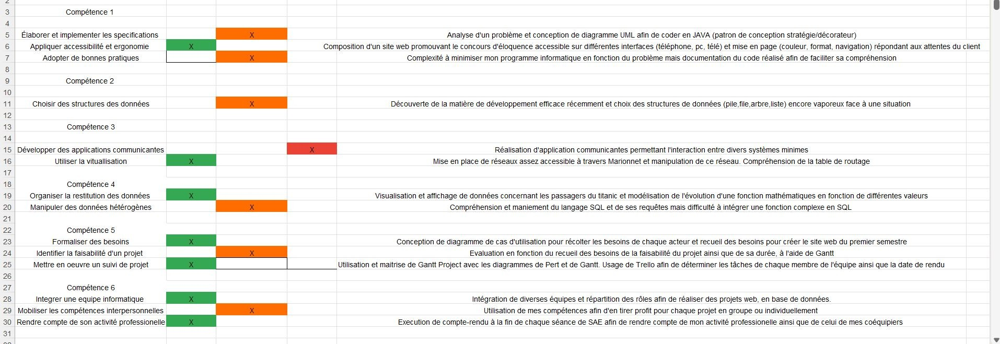 3 Compétence 1
4
5 Élaborer et implementer les specifications X Analyse d'un problème et conception de diagramme UML afin de coder en JAVA (patron de conception stratégie/décorateur)
6 Appliquer accessibilité et ergonomie X Composition d'un site web promouvant le concours d'éloquence accessible sur différentes interfaces (téléphone, pc, télé) et mise en page (couleur, format, navigation) répondant aux attentes du client
7 Adopter de bonnes pratiques X Complexité à minimiser mon programme informatique en fonction du problème mais documentation du code réalisé afin de faciliter sa compréhension
8
9 Compétence 2
10
11 Choisir des structures des données X Découverte de la matière de développement efficace récemment et choix des structures de données (pile,file,arbre,liste) encore vaporeux face à une situation
12
13 Compétence 3
14
15 Développer des applications communicantes X Réalisation d'application communicantes permettant l'interaction entre divers systèmes minimes
16 Utiliser la vituallisation X Mise en place de réseaux assez accessible à travers Marionnet et manipulation de ce réseau. Compréhension de la table de routage
17
18 Compétence 4
19 Organiser la restitution des données X Visualisation et affichage de données concernant les passagers du titanic et modélisation de l'évolution d'une fonction mathématiques en fonction de différentes valeurs
20 Manipuler des données hétérogènes X Compréhension et maniement du langage SQL et de ses requêtes mais difficulté à intégrer une fonction complexe en SQL
21
22 Compétence 5
23 Formaliser des besoins X Conception de diagramme de cas d'utilisation pour récolter les besoins de chaque acteur et recueil des besoins pour créer le site web du premier semestre
24 Identifier la faisabilité d'un projet X Evaluation en fonction du recueil des besoins de la faisabilité du projet ainsi que de sa durée, à l'aide de Gantt
25 Mettre en oeuvre un suivi de projet X Utilisation et maitrise de Gantt Project avec les diagrammes de Pert et de Gantt. Usage de Trello afin de déterminer les tâches de chaque membre de l'équipe ainsi que la date de rendu
26
27 Compétence 6
28 Integrer une equipe informatique X Intégration de diverses équipes et répartition des rôles afin de réaliser des projets web, en base de données.
29 Mobiliser les compétences interpersonnelles X Utilisation de mes compétences afin d'en tirer profit pour chaque projet en groupe ou individuellement
30 Rendre compte de son activité professionelle X Execution de compte-rendu à la fin de chaque séance de SAE afin de rendre compte de mon activité professionelle ainsi que de celui de mes coéquipiers
31